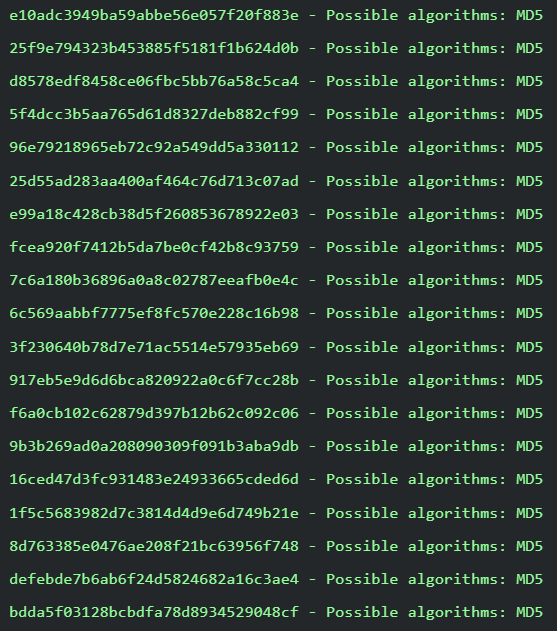 e10adc3949ba59abbe56e057f20f883e - Possible algorithms: MD5
25f9e794323b453885f5181f1b624d0b - Possible algorithms: MD5
d8578edf8458ce06fbc5bb76a58c5ca4 - Possible algorithms: MD5
5f4dcc3b5aa765d61d8327deb882cf99 - Possible algorithms: MD5
96e79218965eb72c92a549dd5a330112 - Possible algorithms: MD5
25d55ad283aa400af464c76d713c07ad - Possible algorithms: MD5
e99a18c428cb38d5f260853678922e03 - Possible algorithms: MD5
fcea920f7412b5da7be0cf42b8c93759 - Possible algorithms: MD5
7c6a180b36896a0a8c02787eeafb0e4c - Possible algorithms: MD5
6c569aabbf7775ef8fc570e228c16b98 - Possible algorithms: MD5
3f230640b78d7e71ac5514e57935eb69 - Possible algorithms: MD5
917eb5e9d6d6bca820922a0c6f7cc28b - Possible algorithms: MD5
f6a0cb102c62879d397b12b62c092c06 - Possible algorithms: MD5
9b3b269ad0a208090309f091b3aba9db - Possible algorithms: MD5
16ced47d3fc931483e24933665cded6d - Possible algorithms: MD5
1f5c5683982d7c3814d4d9e6d749b21e - Possible algorithms: MD5
8d763385e0476ae208f21bc63956f748 - Possible algorithms: MD5
defebde7b6ab6f24d5824682a16c3ae4 - Possible algorithms: MD5
bdda5f03128bcbdfa78d8934529048cf - Possible algorithms: MD5